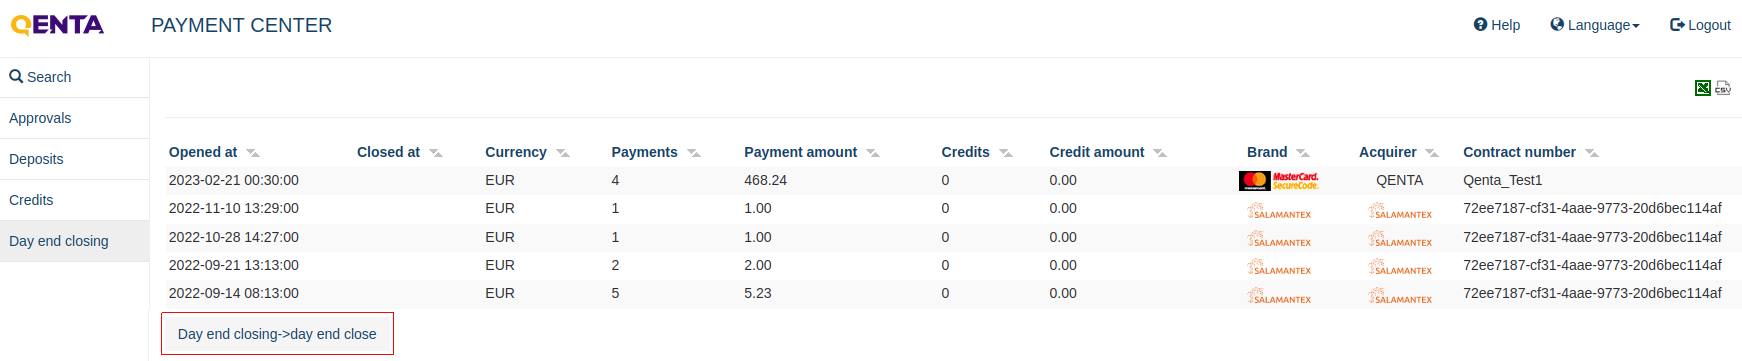 QENTA PAYMENT CENTER Help Language Logout
Search
Approvals
Deposits
Credits
Day end closing
CSV
Opened at Closed at Currency Payments Payment amount Credits Credit amount Brand Acquirer Contract number
2023-02-21 00:30:00 EUR 4 468.24 0 0.00 MasterCard. SecureCode. QENTA Qenta_Test1
2022-11-10 13:29:00 EUR 1 1.00 0 0.00 SALAMANTEX SALAMANTEX 72ee7187-cf31-4aae-9773-20d6bec114af
2022-10-28 14:27:00 EUR 1 1.00 0 0.00 SALAMANTEX SALAMANTEX 72ee7187-cf31-4aae-9773-20d6bec114af
2022-09-21 13:13:00 EUR 2 2.00 0 0.00 SALAMANTEX SALAMANTEX 72ee7187-cf31-4aae-9773-20d6bec114af
2022-09-14 08:13:00 EUR 5 5.23 0 0.00 SALAMANTEX SALAMANTEX 72ee7187-cf31-4aae-9773-20d6bec114af
Day end closing->day end close